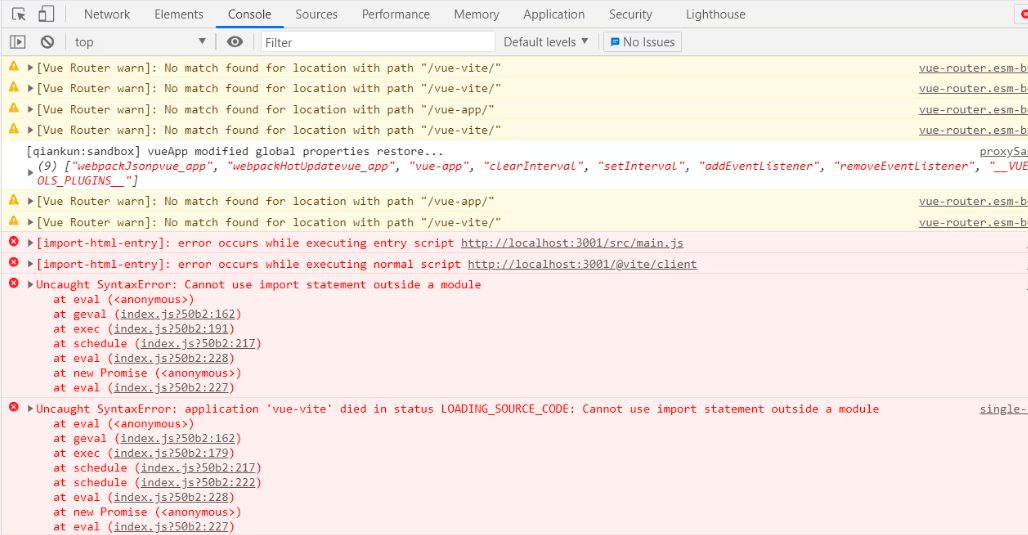 Network Elements Console Sources Performance Memory Application Security Lighthouse
top Filter Default levels No Issues
[Vue Router warn]: No match found for location with path "/vue-vite/" vue-router.esm-b
[Vue Router warn]: No match found for location with path "/vue-vite/" vue-router.esm-b
[Vue Router warn]: No match found for location with path "/vue-app/" vue-router.esm-b
[Vue Router warn]: No match found for location with path "/vue-vite/" vue-router.esm-b
[qiankun:sandbox] vueApp modified global properties restore... proxySa
(9) ["webpackJsonpvue_app", "webpackHotUpdatevue_app", "vue-app", "clearInterval", "setInterval", "addEventListener", "removeEventListener", "__VUE
OLS_PLUGINS__"]
[Vue Router warn]: No match found for location with path "/vue-app/" vue-router.esm-b
[Vue Router warn]: No match found for location with path "/vue-vite/" vue-router.esm-b
[import-html-entry]: error occurs while executing entry script http://localhost:3001/src/main.js
[import-html-entry]: error occurs while executing normal script http://localhost:3001/@vite/client
Uncaught SyntaxError: Cannot use import statement outside a module
at eval (<anonymous>)
at geval (index.js?50b2:162)
at exec (index.js?50b2:191)
at schedule (index.js?50b2:217)
at eval (index.js?50b2:228)
at new Promise (<anonymous>)
at eval (index.js?50b2:227)
Uncaught SyntaxError: application 'vue-vite' died in status LOADING_SOURCE_CODE: Cannot use import statement outside a module single-
at eval (<anonymous>)
at geval (index.js?50b2:162)
at exec (index.js?50b2:179)
at schedule (index.js?50b2:217)
at schedule (index.js?50b2:222)
at eval (index.js?50b2:228)
at new Promise (<anonymous>)
at eval (index.js?50b2:227)